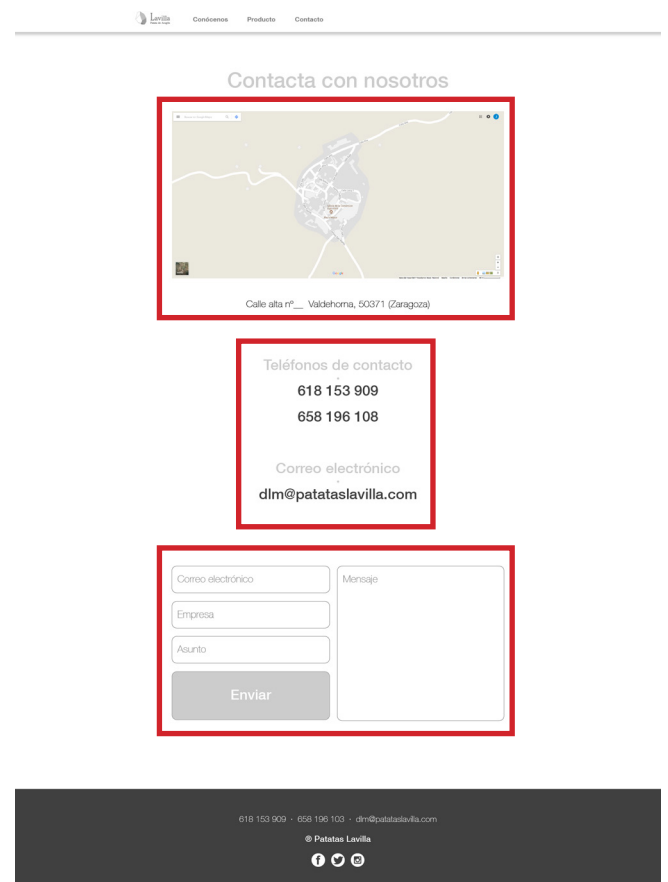 Lavilla
Conócenos Producto Contacto
Contacta con nosotros
Calle alta nº__ Valdehorna, 50371 (Zaragoza)
Teléfonos de contacto
618 153 909
658 196 108
Correo electrónico
dlm@patataslavilla.com
Correo electrónico
Mensaje
Empresa
Asunto
Enviar
618 153 909 · 658 196 103 · dlm@patataslavilla.com
® Patatas Lavilla